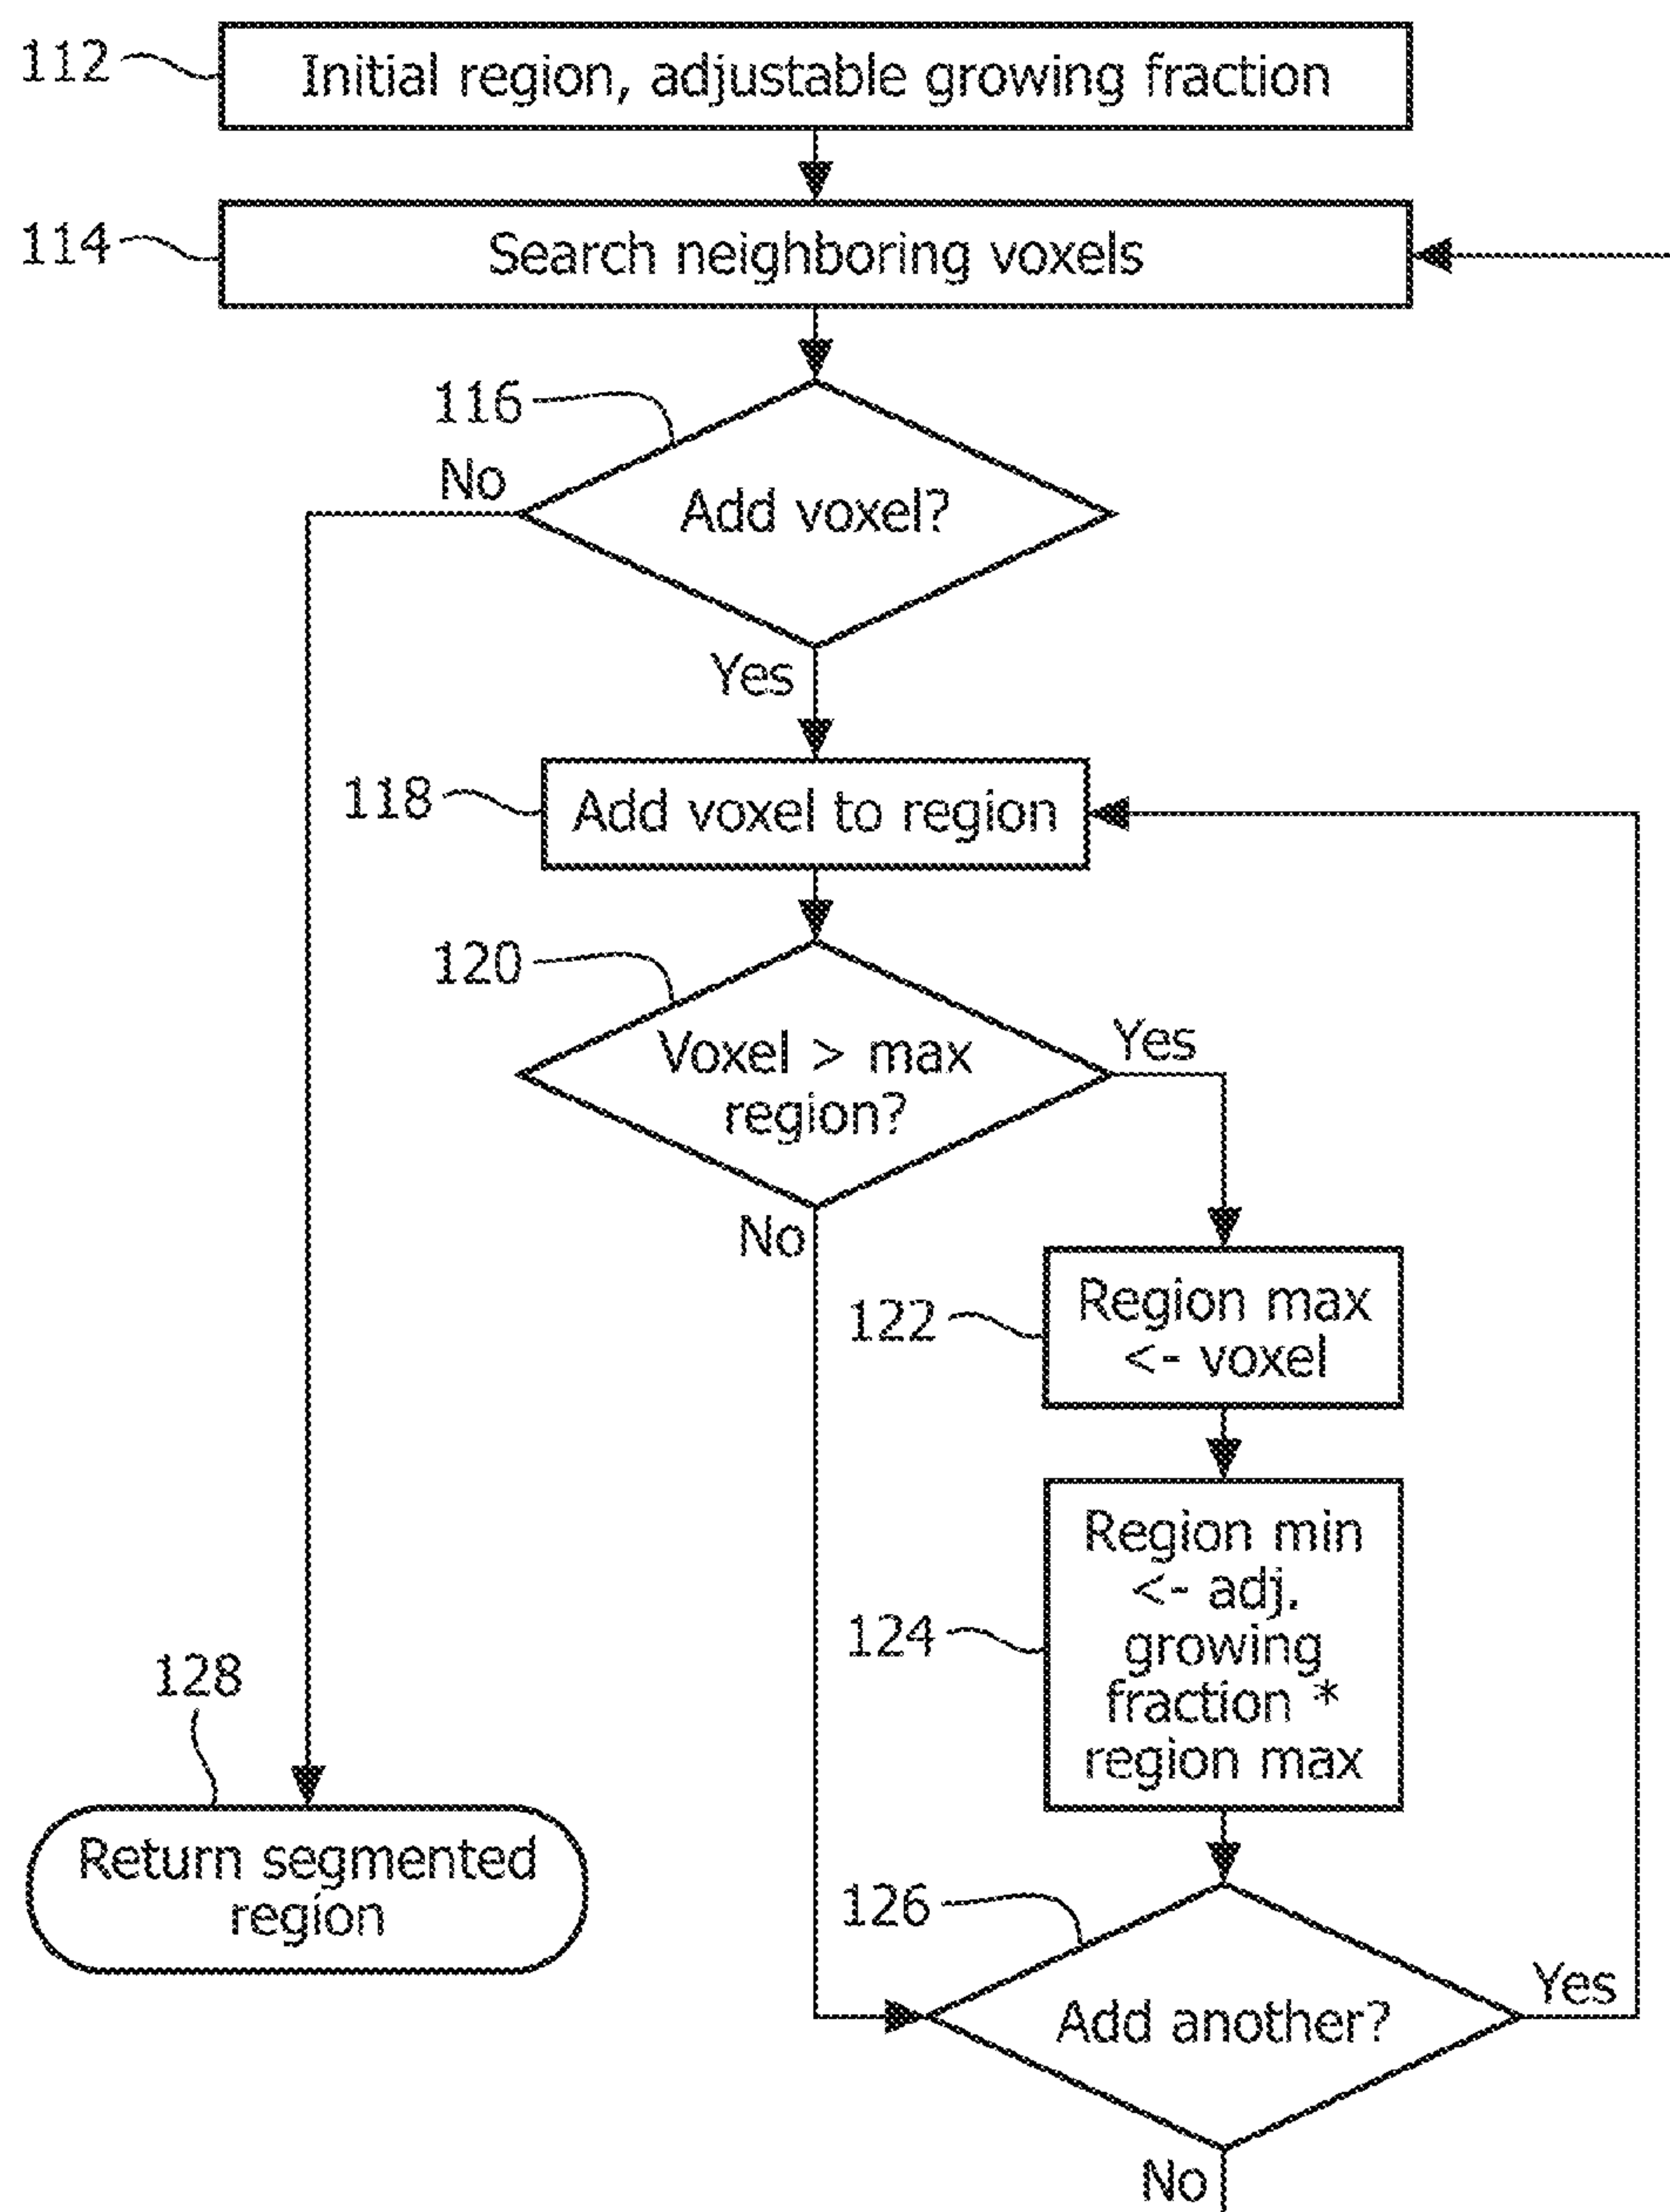 112
Initial region, adjustable growing fraction
114
Search neighboring voxels
116
No
Add voxel?
Yes
118
Add voxel to region
120
Voxel > max
region?
Yes
No
122
Region max
<- voxel
124
Region min
<- adj.
growing
fraction *
region max
128
Return segmented
region
126
Add another?
Yes
No